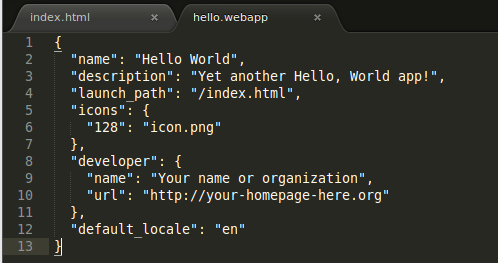 index.html × hello.webapp ×
1 {
2 "name": "Hello World",
3 "description": "Yet another Hello, World app!",
4 "launch_path": "/index.html",
5 "icons": {
6 "128": "icon.png"
7 },
8 "developer": {
9 "name": "Your name or organization",
10 "url": "http://your-homepage-here.org"
11 },
12 "default_locale": "en"
13 }